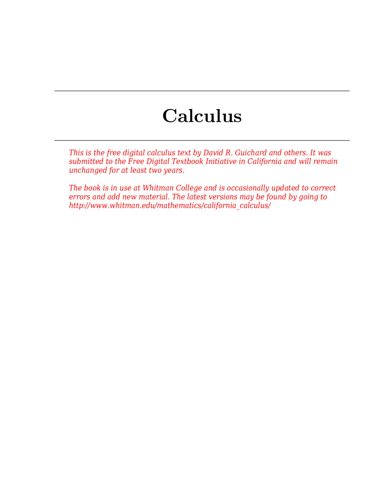 Calculus
This is the free digital calculus text by David R. Guichard and others. It was
submitted to the Free Digital Textbook Initiative in California and will remain
unchanged for at least two years.
The book is in use at Whitman College and is occasionally updated to correct
errors and add new material. The latest versions may be found by going to
http://www.whitman.edu/mathematics/california_calculus/